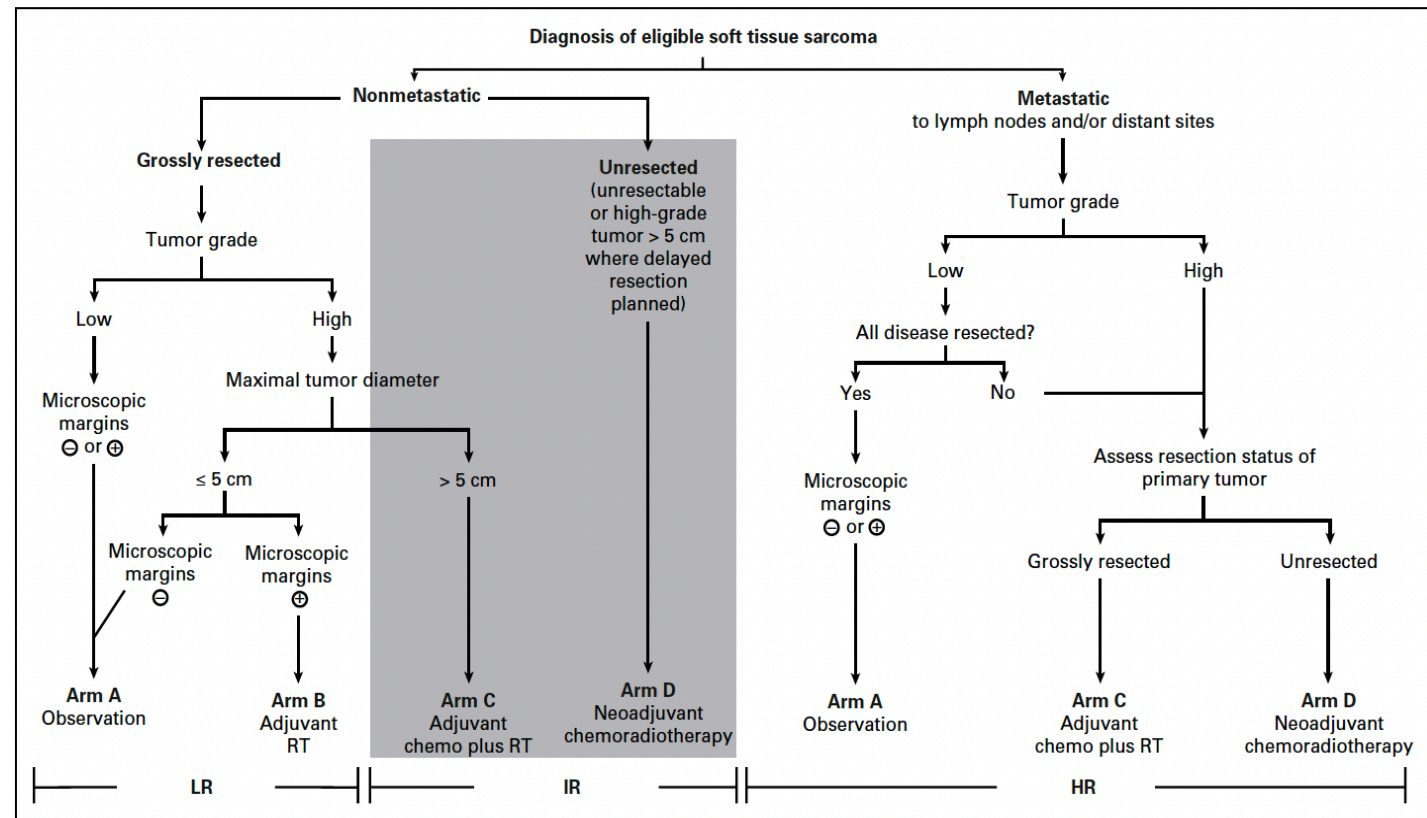 Diagnosis of eligible soft tissue sarcoma
Nonmetastatic
Metastatic
to lymph nodes and/or distant sites
Grossly resected
Unresected
(unresectable
or high-grade
tumor > 5 cm
where delayed
resection
planned)
Tumor grade
Tumor grade
Low
High
Low
High
All disease resected?
Maximal tumor diameter
Yes
No
Microscopic
margins
⊖ or ⊕
≤ 5 cm
> 5 cm
Assess resection status of
primary tumor
Microscopic
margins
⊖ or ⊕
Microscopic
margins
⊖
Microscopic
margins
⊕
Grossly resected
Unresected
Arm A
Observation
Arm B
Adjuvant
RT
Arm C
Adjuvant
chemo plus RT
Arm D
Neoadjuvant
chemoradiotherapy
Arm A
Observation
Arm C
Adjuvant
chemo plus RT
Arm D
Neoadjuvant
chemoradiotherapy
LR
IR
HR